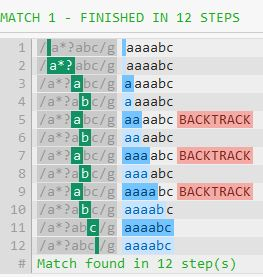 MATCH 1 - FINISHED IN 12 STEPS
1 /a*?abc/g aaaabc
2 /a*?abc/g aaaabc
3 /a*?abc/g aaaabc
4 /a*?abc/g aaaabc
5 /a*?abc/g aaaabc BACKTRACK
6 /a*?abc/g aaaabc
7 /a*?abc/g aaaabc BACKTRACK
8 /a*?abc/g aaaabc
9 /a*?abc/g aaaabc BACKTRACK
10 /a*?abc/g aaaabc
11 /a*?abc/g aaaabc
12 /a*?abc/g aaaabc
# Match found in 12 step(s)